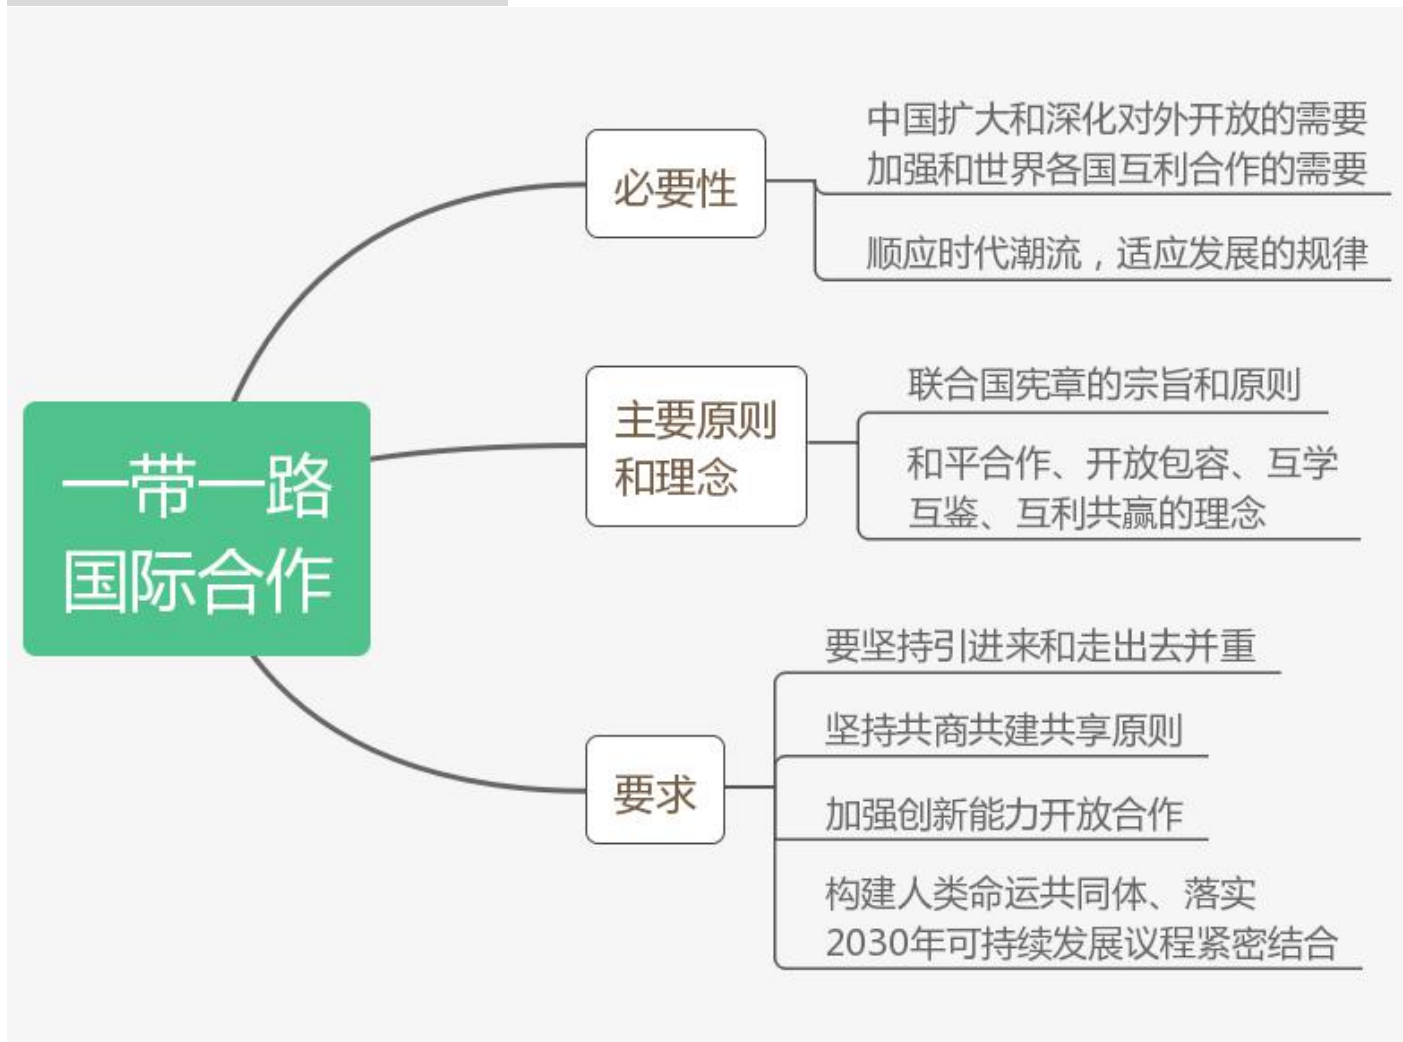 一带一路
国际合作
必要性
中国扩大和深化对外开放的需要
加强和世界各国互利合作的需要
顺应时代潮流，适应发展的规律
主要原则
和理念
联合国宪章的宗旨和原则
和平合作、开放包容、互学
互鉴、互利共赢的理念
要求
要坚持引进来和走出去并重
坚持共商共建共享原则
加强创新能力开放合作
构建人类命运共同体、落实
2030年可持续发展议程紧密结合